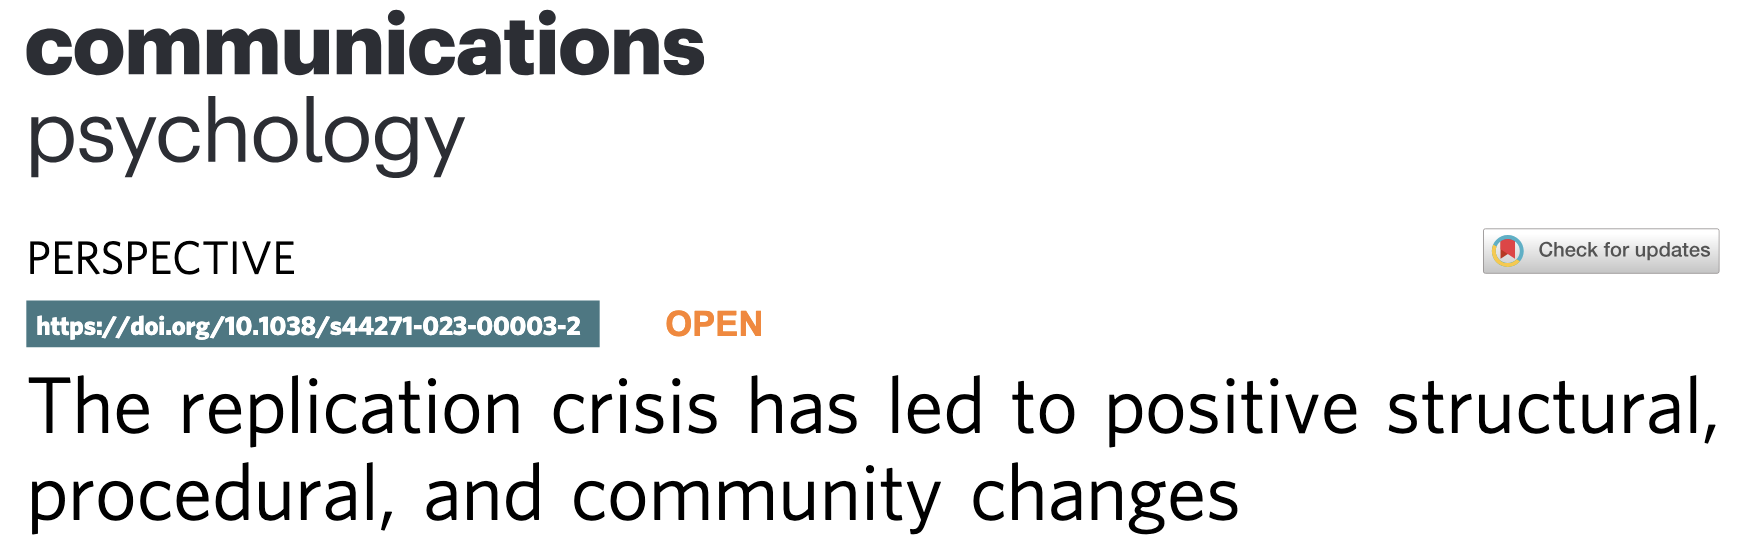 communications
psychology
PERSPECTIVE
Check for updates
https://doi.org/10.1038/s44271-023-00003-2 OPEN
The replication crisis has led to positive structural,
procedural, and community changes